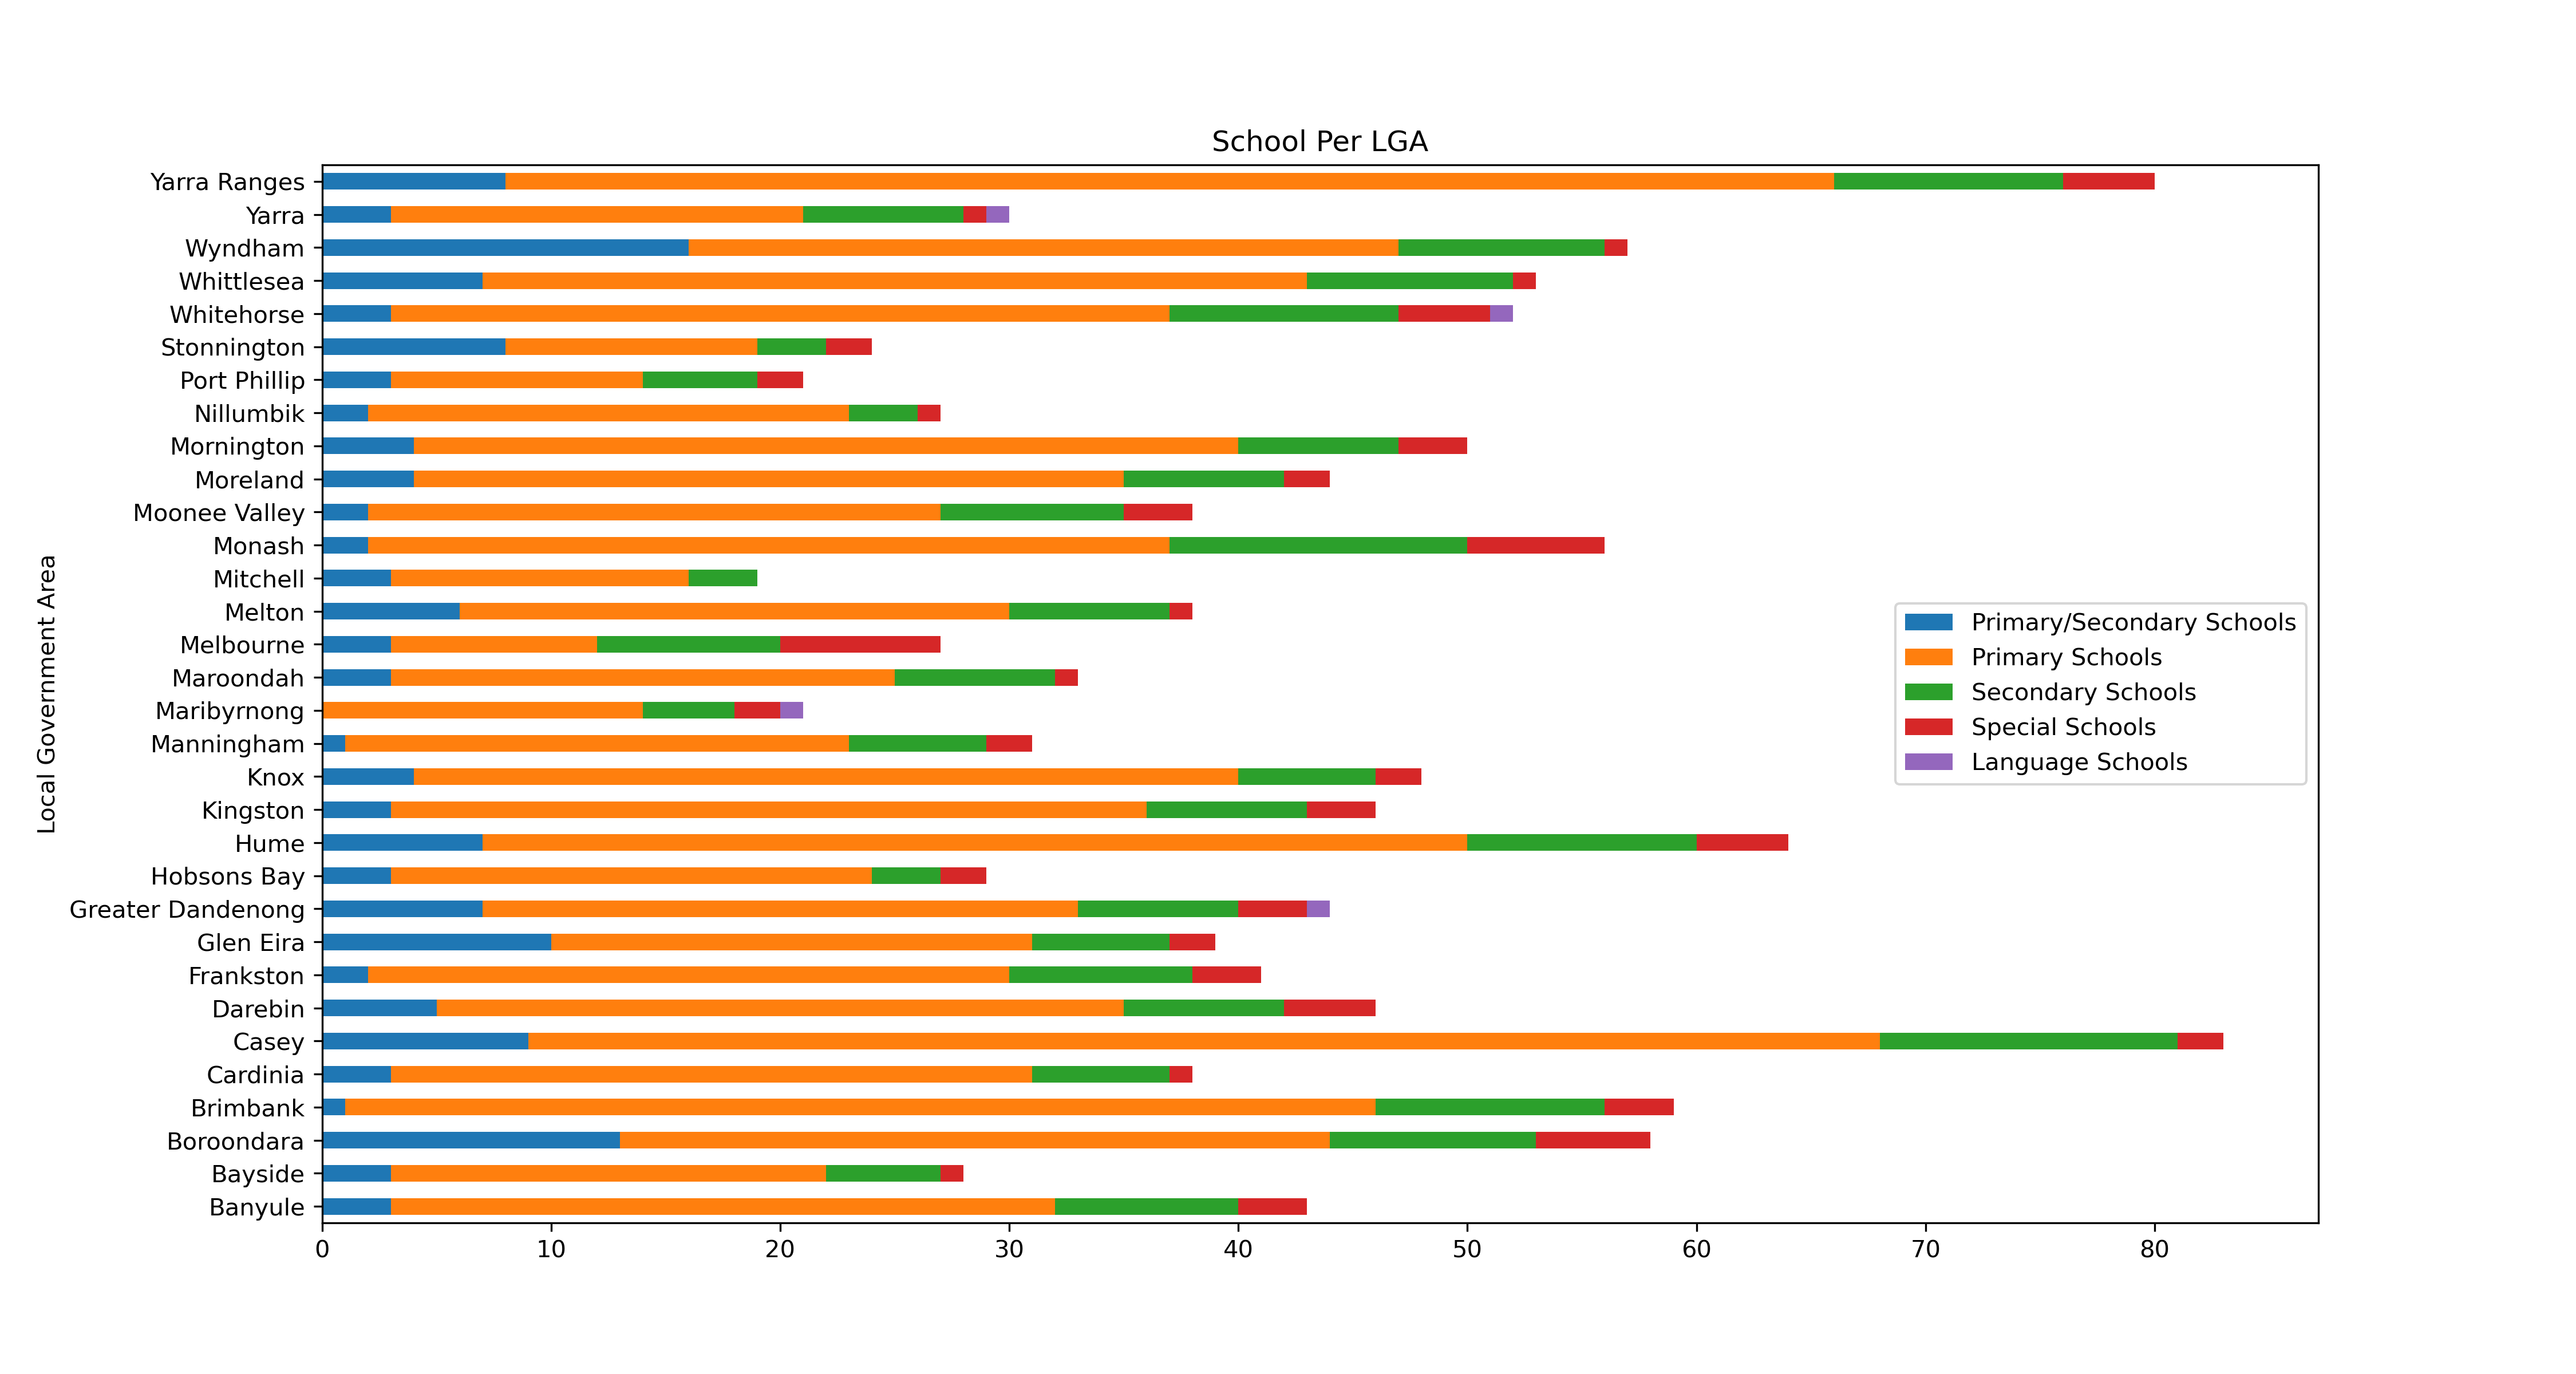 School Per LGA
Yarra Ranges
Yarra
Wyndham
Whittlesea
Whitehorse
Stonnington
Port Phillip
Nillumbik
Mornington
Moreland
Moonee Valley
Monash
Mitchell
Melton
Melbourne
Maroondah
Maribyrnong
Manningham
Knox
Kingston
Hume
Hobsons Bay
Greater Dandenong
Glen Eira
Frankston
Darebin
Casey
Cardinia
Brimbank
Boroondara
Bayside
Banyule
Local Government Area
0 10 20 30 40 50 60 70 80
Primary/Secondary Schools
Primary Schools
Secondary Schools
Special Schools
Language Schools